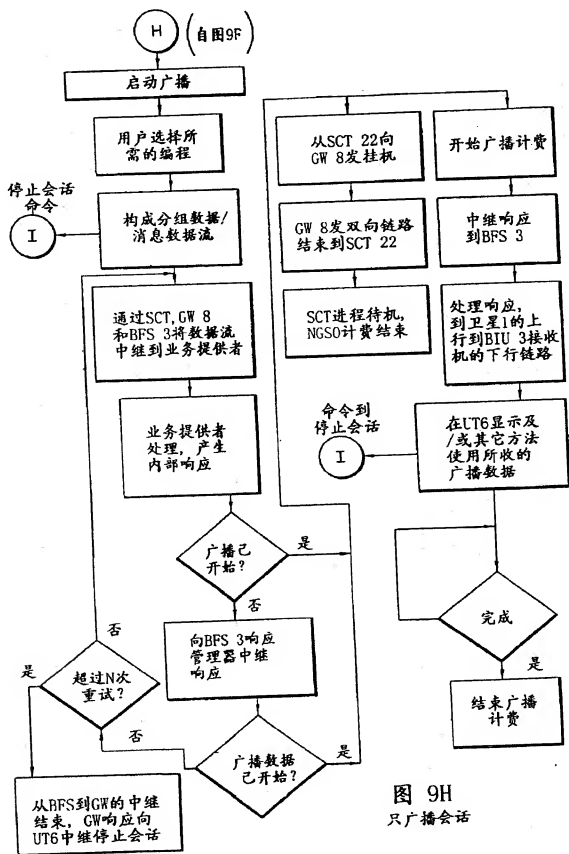 H
(自图9F)
启动广播
用户选择所
需的编程
停止会话
命令
I
构成分组数据/
消息数据流
通过SCT,GW 8
和BFS 3将数据流
中继到业务提供者
业务提供者
处理,产生
内部响应
广播已
开始?
是
否
向BFS 3响应
管理器中继
响应
广播数据
已开始?
是
否
超过N次
重试?
否
是
从BFS到GW的中继
结束,GW响应向
UT6中继停止会话
从SCT 22向
GW 8发挂机
GW 8发双向链路
结束到SCT 22
SCT进程待机,
NGSO计费结束
开始广播计费
中继响应
到BFS 3
处理响应,
到卫星1的上
行到BIU 3接收
机的下行链路
命令到
停止会话
I
在UT6显示及
/或其它方法
使用所收的
广播数据
完成
是
结束广播
计费
图 9H
只广播会话